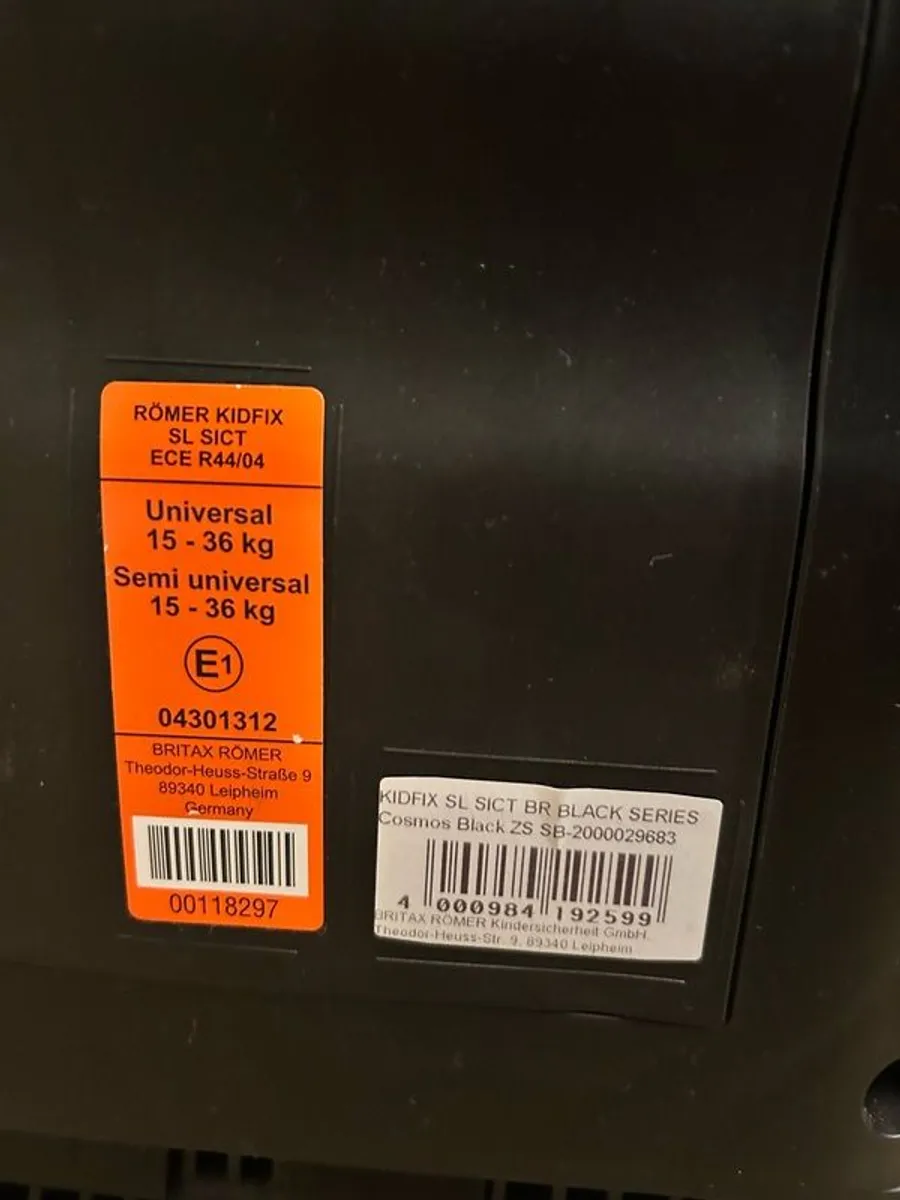 RÖMER KIDFIX
SL SICT
ECE R44/04
Universal
15 - 36 kg
Semi universal
15 - 36 kg
E1
04301312
BRITAX RÖMER
Theodor-Heuss-Straße 9
89340 Leipheim
Germany
00118297
KIDFIX SL SICT BR BLACK SERIES
Cosmos Black ZS SB-2000029683
4 000984 192599
BRITAX RÖMER Kindersicherheit GmbH.
Theodor-Heuss-Str. 9, 89340 Leipheim